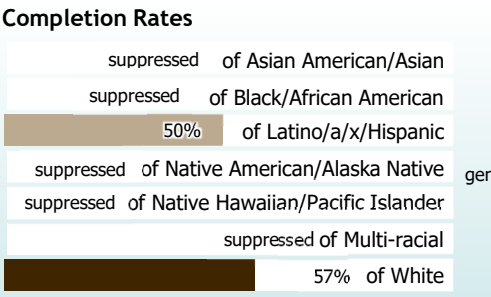 Completion Rates
suppressed of Asian American/Asian
suppressed of Black/African American
50% of Latino/a/x/Hispanic
suppressed of Native American/Alaska Native
ger
suppressed of Native Hawaiian/Pacific Islander
suppressed of Multi-racial
57% of White